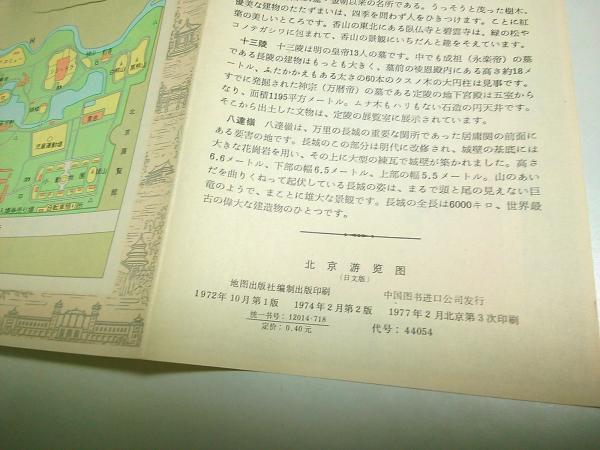 の名所である。うっそうと茂った樹木、
優美な建物のたたずまいは、四季を問わず人をひきつけます。ことに紅
葉の美しいところです。香山の東北にある臥仏寺と碧雲寺は、緑の松や
コノテガシワに包まれて、香山の景観にいちだんと趣をそえています。
十三陵　十三陵は明の皇帝13人の墓です。中でも成祖（永楽帝）の墓
である長陵の建物はもっとも大きく、墓前の祾恩殿内にある高さ約18メ
ートル、ふたかかえもある太さの60本のクスノ木の大円柱は見事です。
すでに発掘された神宗（万暦帝）の墓である定陵の地下宮殿は五室から
なり、面積1195平方メートル。ムナ木もハリもない石造の円天井です。
そこから出土した文物は、定陵の展覧室に展示されています。
八達嶺　八達嶺は、万里の長城の重要な関所であった居庸関の前面に
ある要害の地です。長城のこの部分は明代に改修され、城壁の基底には
大きな花崗岩を用い、その上に大型の練瓦で城壁が築かれました。高さ
6.6メートル、下部の幅6.5メートル、上部の幅5.5メートル。山のあい
だを曲りくねって起伏している長城の姿は、まるで頭と尾の見えない巨
竜のようで、まことに雄大な景観です。長城の全長は6000キロ、世界最
古の偉大な建造物のひとつです。
北京游览图
（日文版）
地图出版社编制出版印刷　中国图书进口公司发行
1972年10月第1版　1974年2月第2版　1977年2月北京第3次印刷
统一书号：12014·718
定价：0.40元　代号：44054
北京展覧館
児童運動場